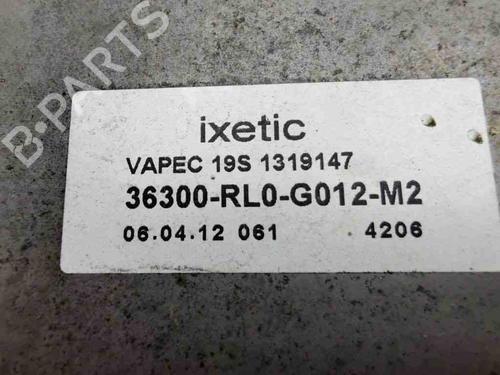 B-PARTS
ixetic
VAPEC 19S 1319147
36300-RL0-G012-M2
06.04.12 061 4206